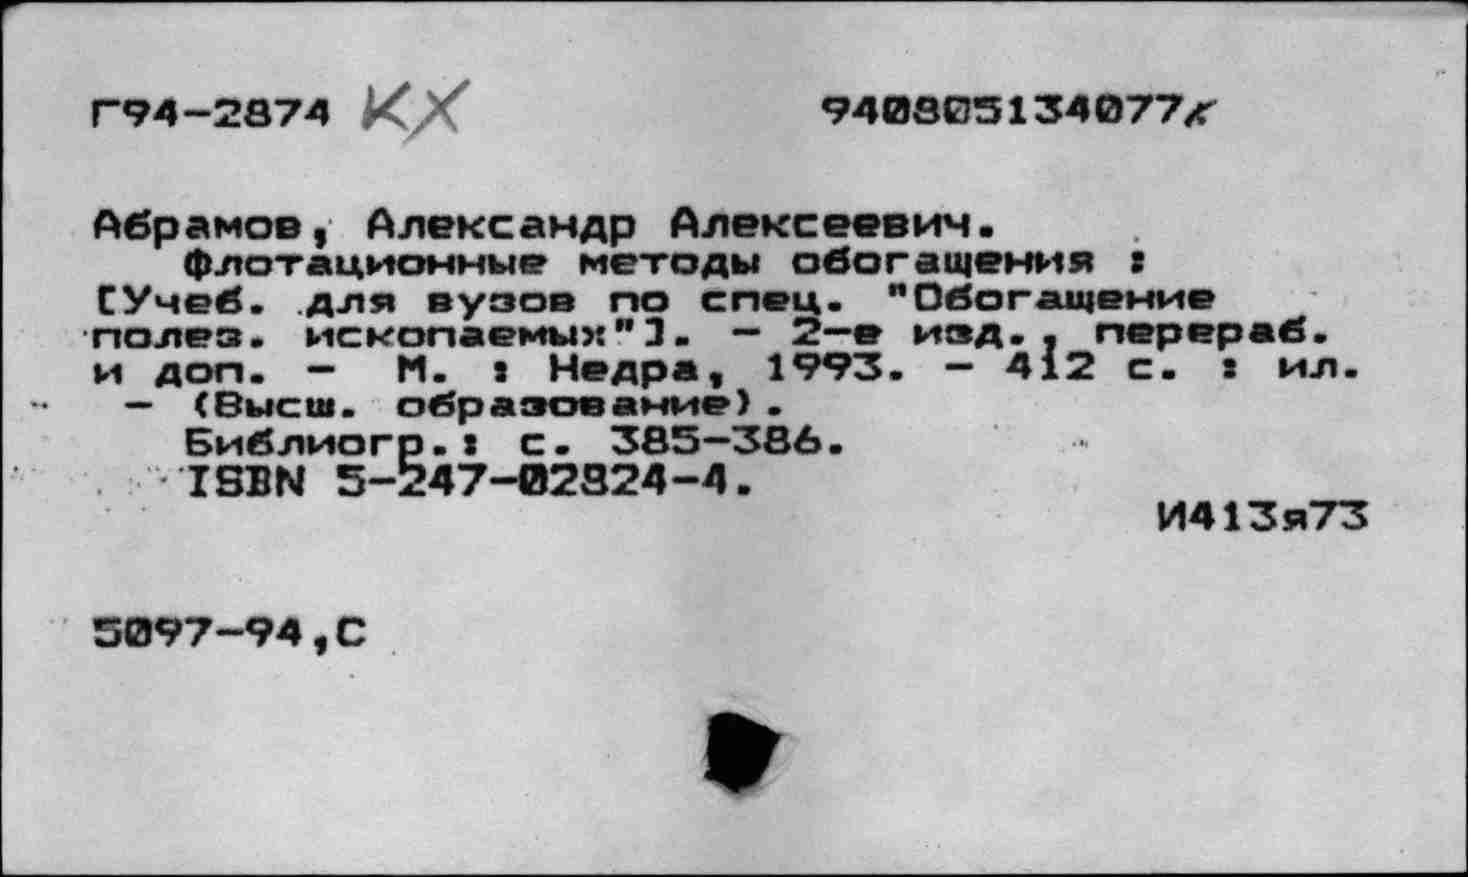 Г94-2874 КХ 940805134077к
Абрамов, Александр Алексеевич.
Флотационные методы обогащения :
[Учеб. для вузов по спец. "Обогащение
полез. ископаемых"]. - 2-е изд., перераб.
и доп. - М. : Недра, 1993. - 412 с. : ил.
- (Высш. образование).
Библиогр.: с. 385-386.
ISBN 5-247-02824-4.
И413я73
5097-94,С